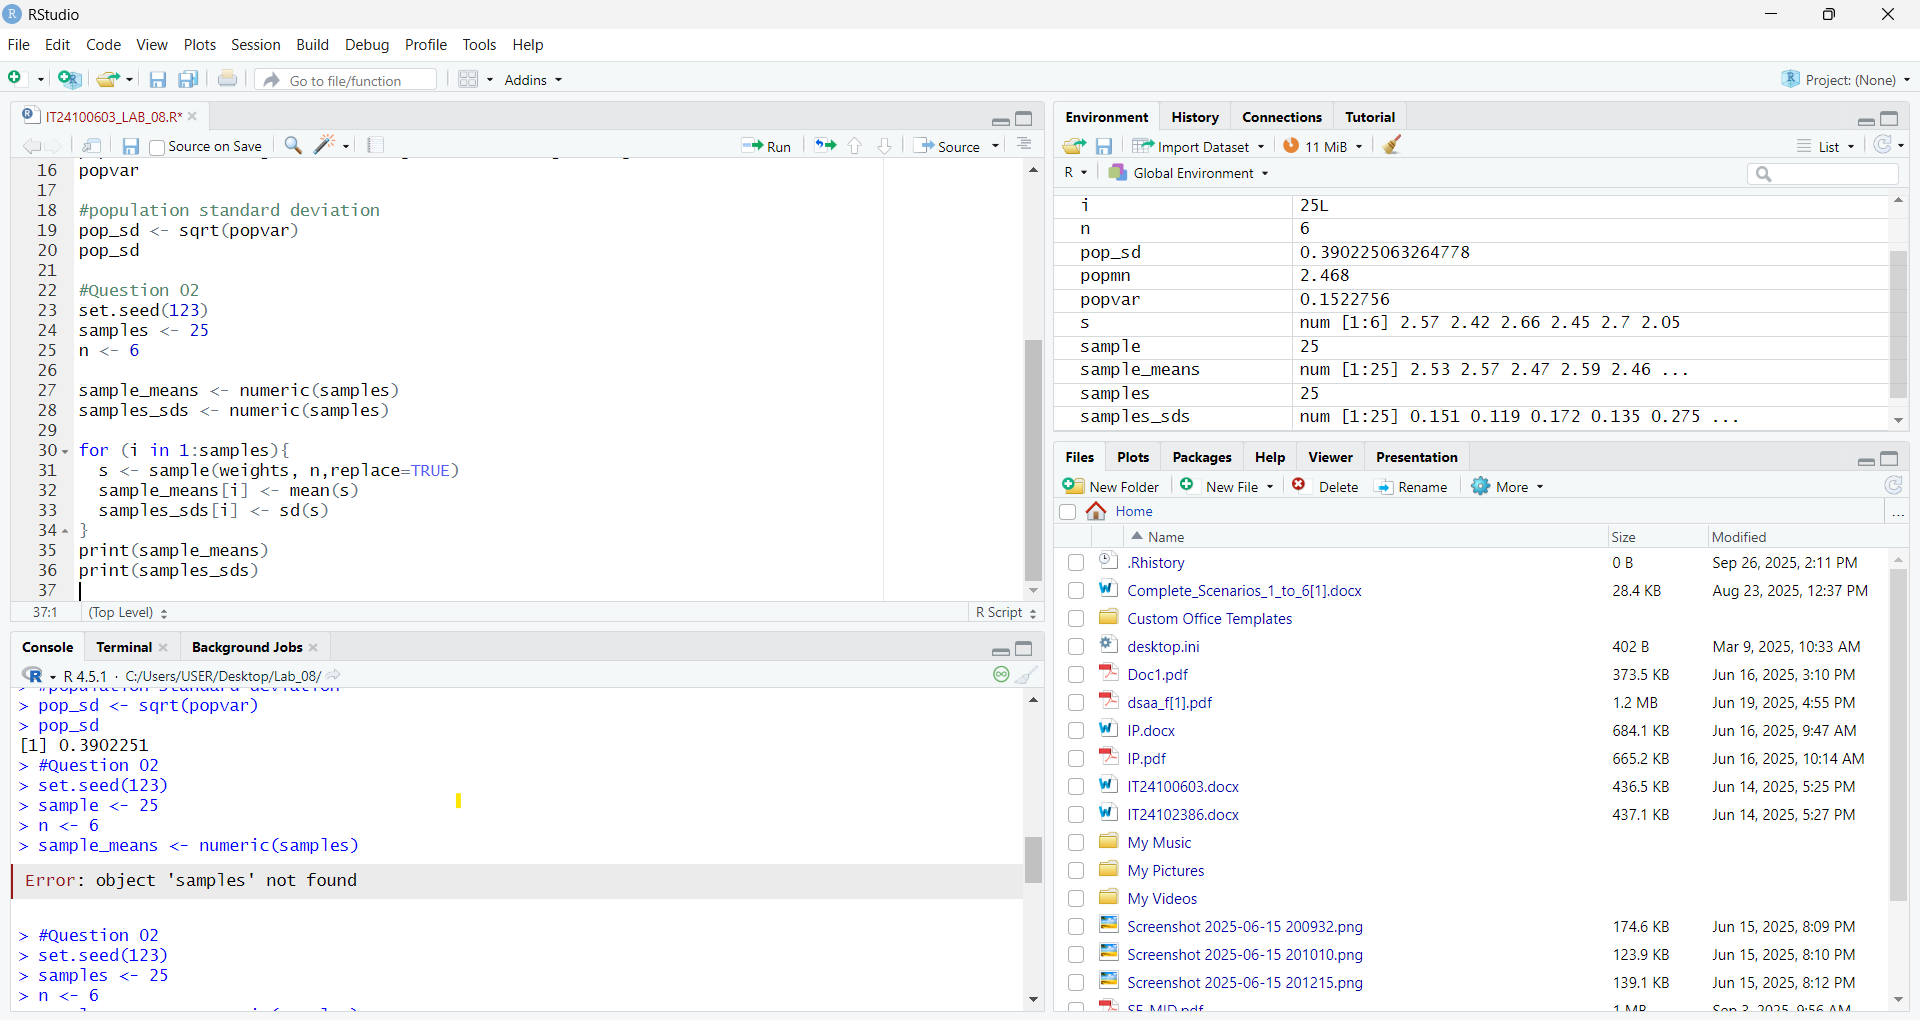 RStudio
File Edit Code View Plots Session Build Debug Profile Tools Help
Go to file/function Addins Project: (None)
IT24100603_LAB_08.R*
Source on Save Run Source
16 popvar
17
18 #population standard deviation
19 pop_sd <- sqrt(popvar)
20 pop_sd
21
22 #Question 02
23 set.seed(123)
24 samples <- 25
25 n <- 6
26
27 sample_means <- numeric(samples)
28 samples_sds <- numeric(samples)
29
30 for (i in 1:samples){
31 s <- sample(weights, n,replace=TRUE)
32 sample_means[i] <- mean(s)
33 samples_sds[i] <- sd(s)
34 }
35 print(sample_means)
36 print(samples_sds)
37
37:1 (Top Level) R Script
Console Terminal Background Jobs
R 4.5.1 · C:/Users/USER/Desktop/Lab_08/
> #population standard deviation
> pop_sd <- sqrt(popvar)
> pop_sd
[1] 0.3902251
> #Question 02
> set.seed(123)
> sample <- 25
> n <- 6
> sample_means <- numeric(samples)
Error: object 'samples' not found
> #Question 02
> set.seed(123)
> samples <- 25
> n <- 6
Environment History Connections Tutorial
Import Dataset 11 MiB List
R Global Environment
i 25L
n 6
pop_sd 0.390225063264778
popmn 2.468
popvar 0.1522756
s num [1:6] 2.57 2.42 2.66 2.45 2.7 2.05
sample 25
sample_means num [1:25] 2.53 2.57 2.47 2.59 2.46 ...
samples 25
samples_sds num [1:25] 0.151 0.119 0.172 0.135 0.275 ...
Files Plots Packages Help Viewer Presentation
New Folder New File Delete Rename More
Home ...
Name Size Modified
.Rhistory 0 B Sep 26, 2025, 2:11 PM
Complete_Scenarios_1_to_6[1].docx 28.4 KB Aug 23, 2025, 12:37 PM
Custom Office Templates
desktop.ini 402 B Mar 9, 2025, 10:33 AM
Doc1.pdf 373.5 KB Jun 16, 2025, 3:10 PM
dsaa_f[1].pdf 1.2 MB Jun 19, 2025, 4:55 PM
IP.docx 684.1 KB Jun 16, 2025, 9:47 AM
IP.pdf 665.2 KB Jun 16, 2025, 10:14 AM
IT24100603.docx 436.5 KB Jun 14, 2025, 5:25 PM
IT24102386.docx 437.1 KB Jun 14, 2025, 5:27 PM
My Music
My Pictures
My Videos
Screenshot 2025-06-15 200932.png 174.6 KB Jun 15, 2025, 8:09 PM
Screenshot 2025-06-15 201010.png 123.9 KB Jun 15, 2025, 8:10 PM
Screenshot 2025-06-15 201215.png 139.1 KB Jun 15, 2025, 8:12 PM
SE-MID.pdf 1 MB Sep 3, 2025, 9:56 AM